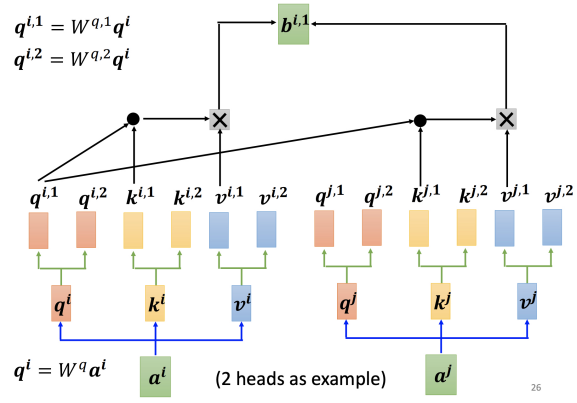 q^{i,1} = W^{q,1}q^i
b^{i,1}
q^{i,2} = W^{q,2}q^i
q^{i,1} q^{i,2} k^{i,1} k^{i,2} v^{i,1} v^{i,2} q^{j,1} q^{j,2} k^{j,1} k^{j,2} v^{j,1} v^{j,2}
q^i k^i v^i q^j k^j v^j
q^i = W^q a^i
a^i (2 heads as example) a^j
26